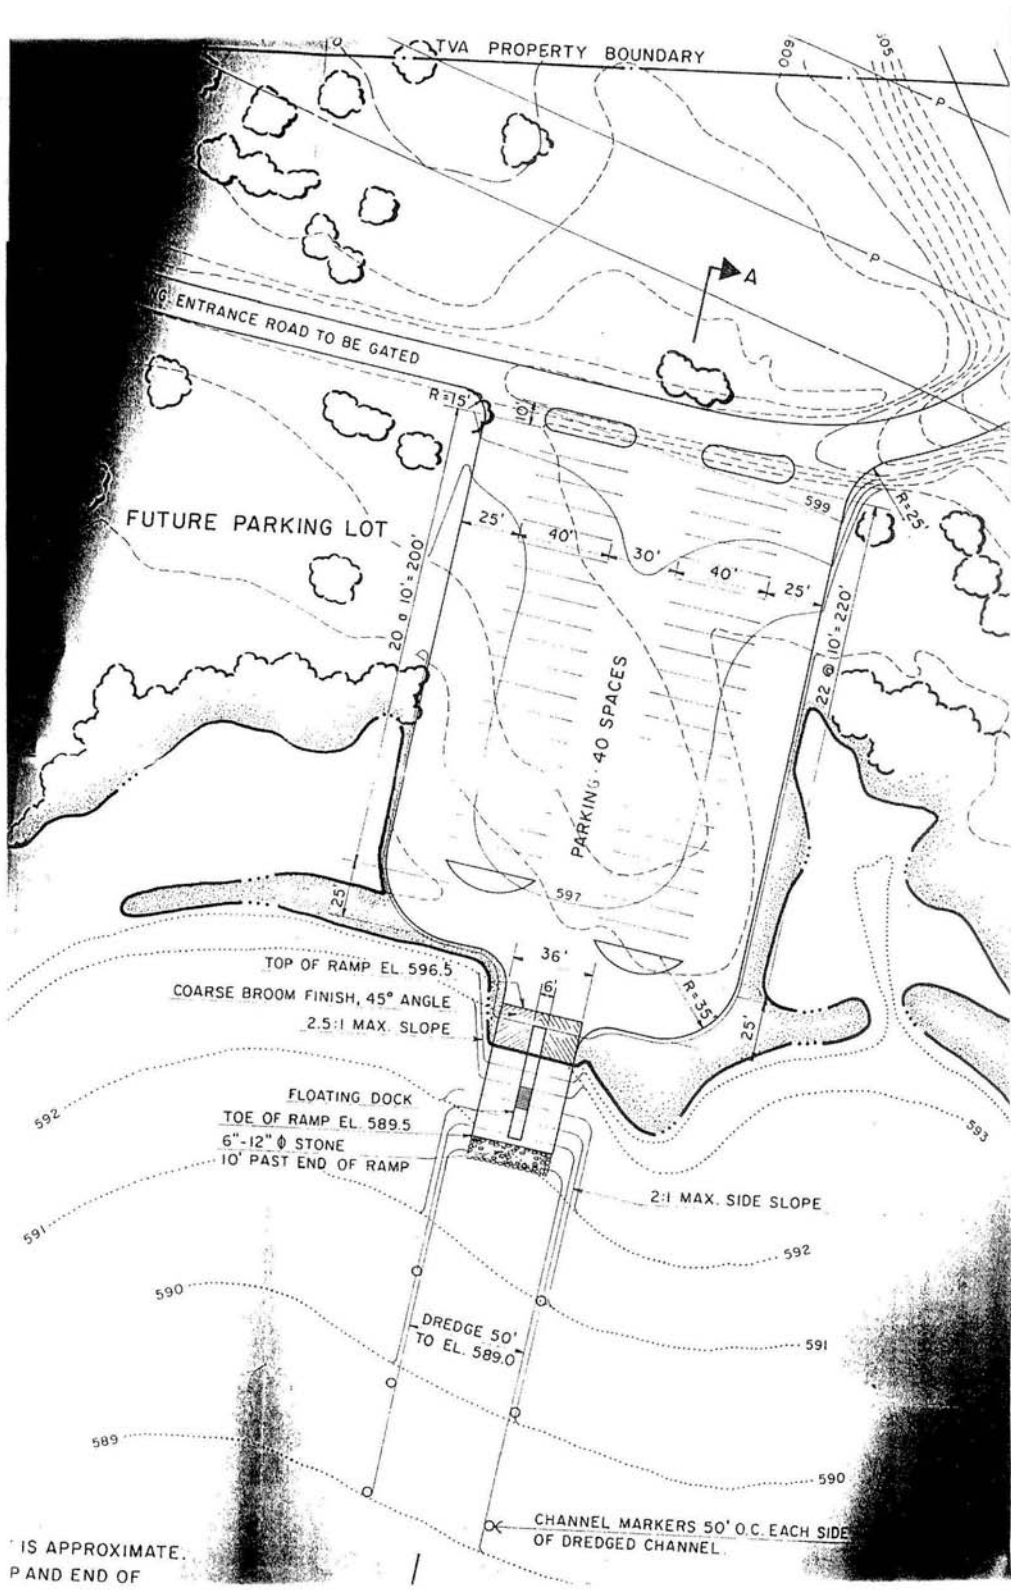 TVA PROPERTY BOUNDARY
600
605
P
P
A
ENTRANCE ROAD TO BE GATED
R=15'
10'
599
R=25'
FUTURE PARKING LOT
25'
40'
30'
40'
25'
20 @ 10'=200'
22 @ 10'=220'
PARKING - 40 SPACES
597
25'
36'
6'
TOP OF RAMP EL. 596.5
COARSE BROOM FINISH, 45° ANGLE
2.5:1 MAX. SLOPE
R=35'
25'
592
FLOATING DOCK
TOE OF RAMP EL. 589.5
6"-12" ϕ STONE
10' PAST END OF RAMP
593
2:1 MAX. SIDE SLOPE
591
592
590
DREDGE 50'
TO EL. 589.0
591
589
590
CHANNEL MARKERS 50' O.C. EACH SIDE
OF DREDGED CHANNEL.
IS APPROXIMATE.
P AND END OF